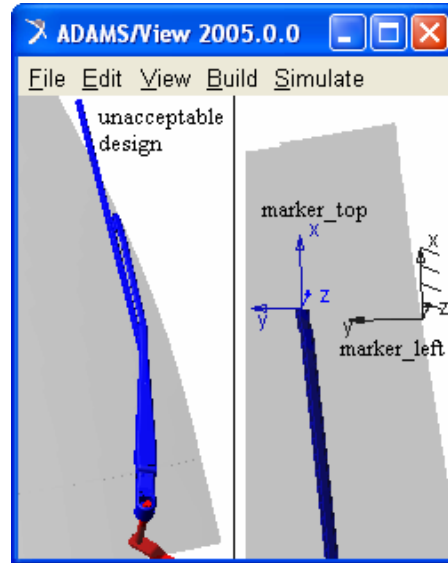 ADAMS/View 2005.0.0
File Edit View Build Simulate
unacceptable
design
marker_top
x
z
y
x
z
y
marker_left